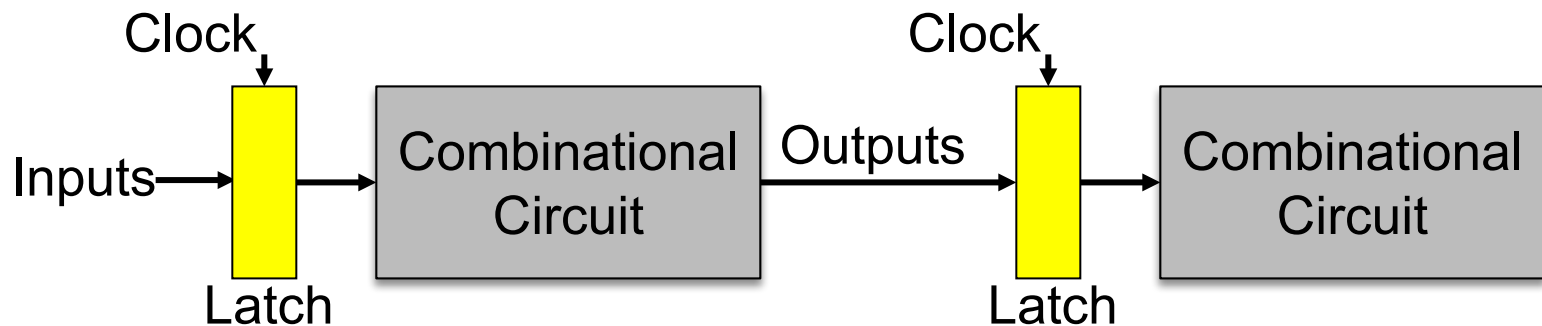 Clock
Clock
Inputs
Combinational
Circuit
Outputs
Combinational
Circuit
Latch
Latch